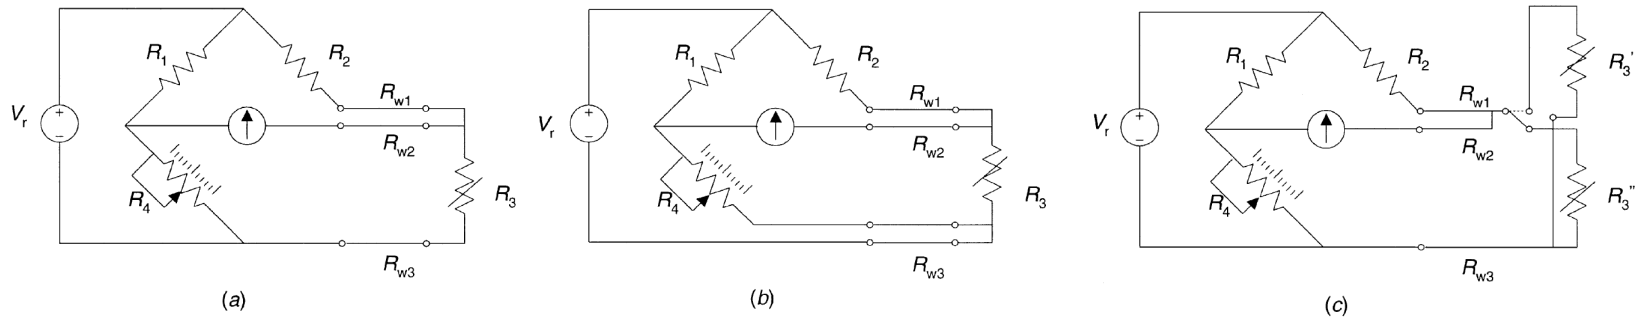 V_r
+
−
R_1
R_2
R_w1
R_w2
R_3
R_4
R_w3
(a)
V_r
+
−
R_1
R_2
R_w1
R_w2
R_3
R_4
R_w3
(b)
V_r
+
−
R_1
R_2
R_w1
R_w2
R_3'
R_3"
R_4
R_w3
(c)